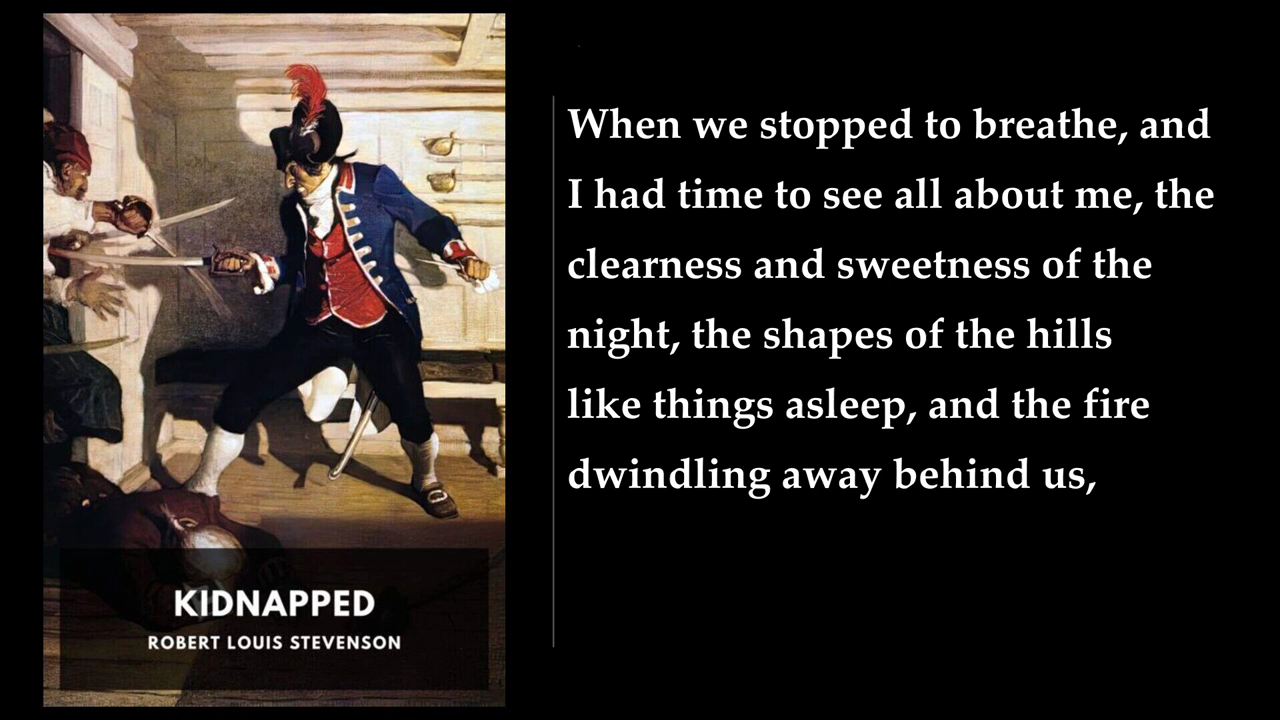 KIDNAPPED
ROBERT LOUIS STEVENSON
When we stopped to breathe, and
I had time to see all about me, the
clearness and sweetness of the
night, the shapes of the hills
like things asleep, and the fire
dwindling away behind us,